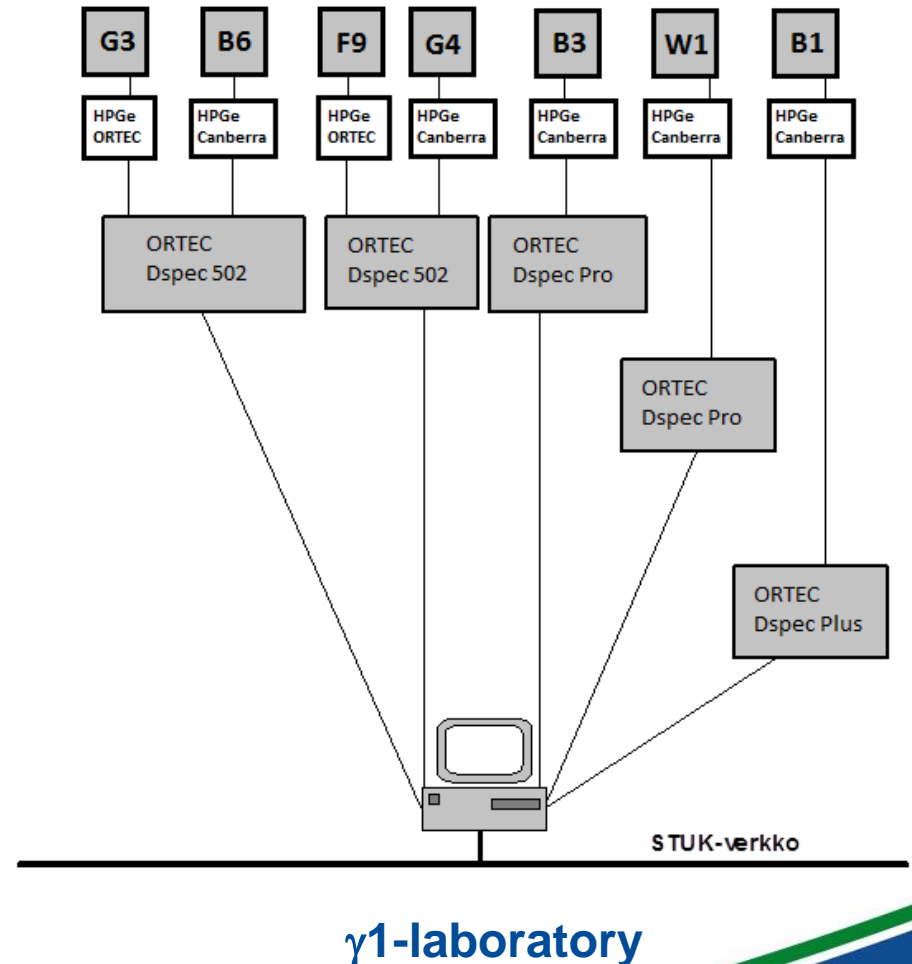 G3 B6 F9 G4 B3 W1 B1
HPGe
ORTEC
HPGe
Canberra
HPGe
ORTEC
HPGe
Canberra
HPGe
Canberra
HPGe
Canberra
HPGe
Canberra
ORTEC
Dspec 502
ORTEC
Dspec 502
ORTEC
Dspec Pro
ORTEC
Dspec Pro
ORTEC
Dspec Plus
STUK-verkko
γ1-laboratory